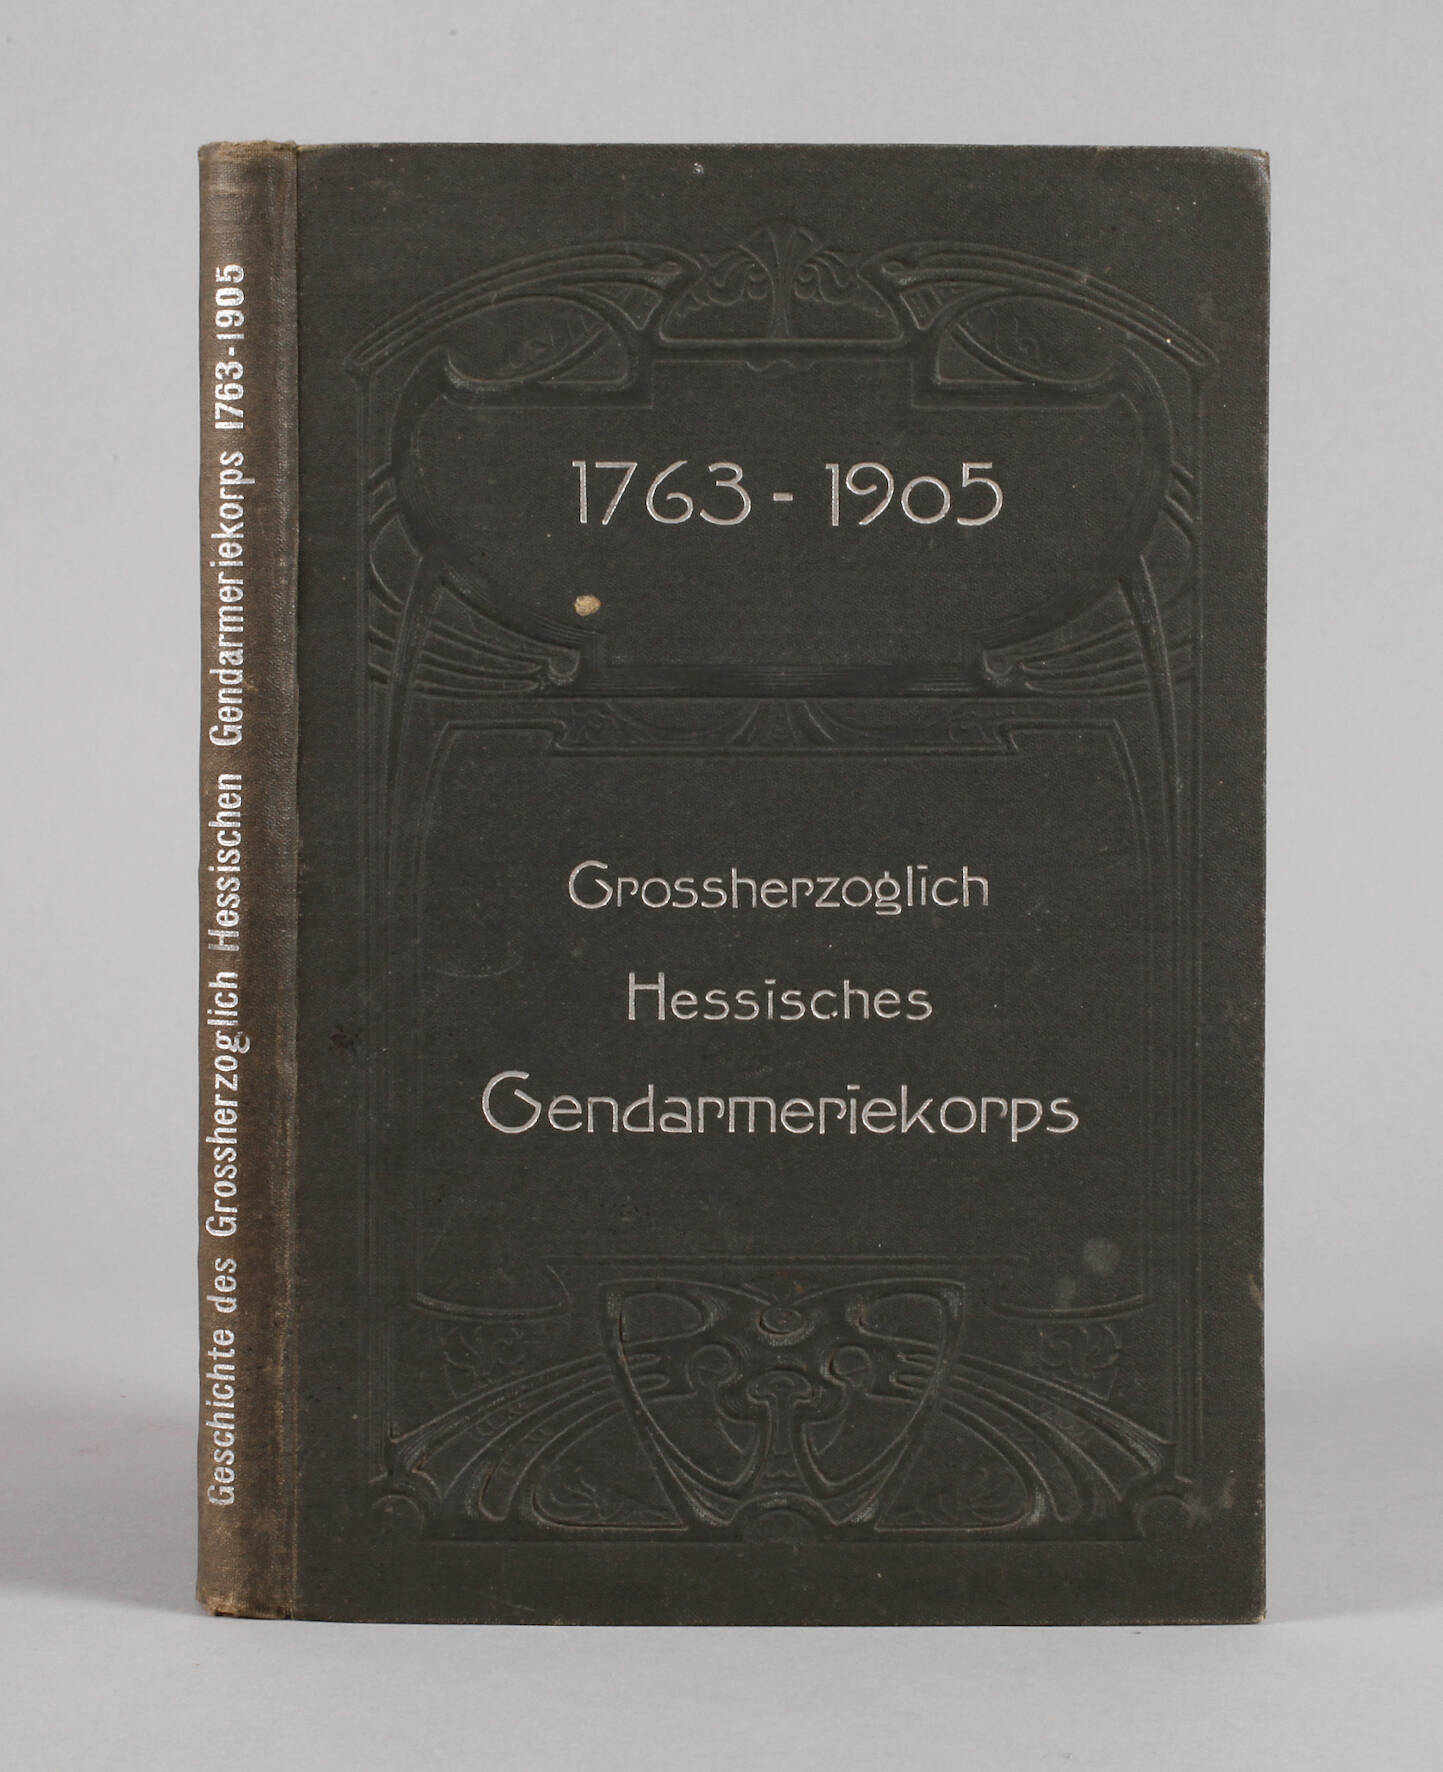 Geschichte des Grossherzoglich Hessischen Gendarmeriekorps 1763-1905
1763-1905
Grossherzoglich
Hessisches
Gendarmeriekorps